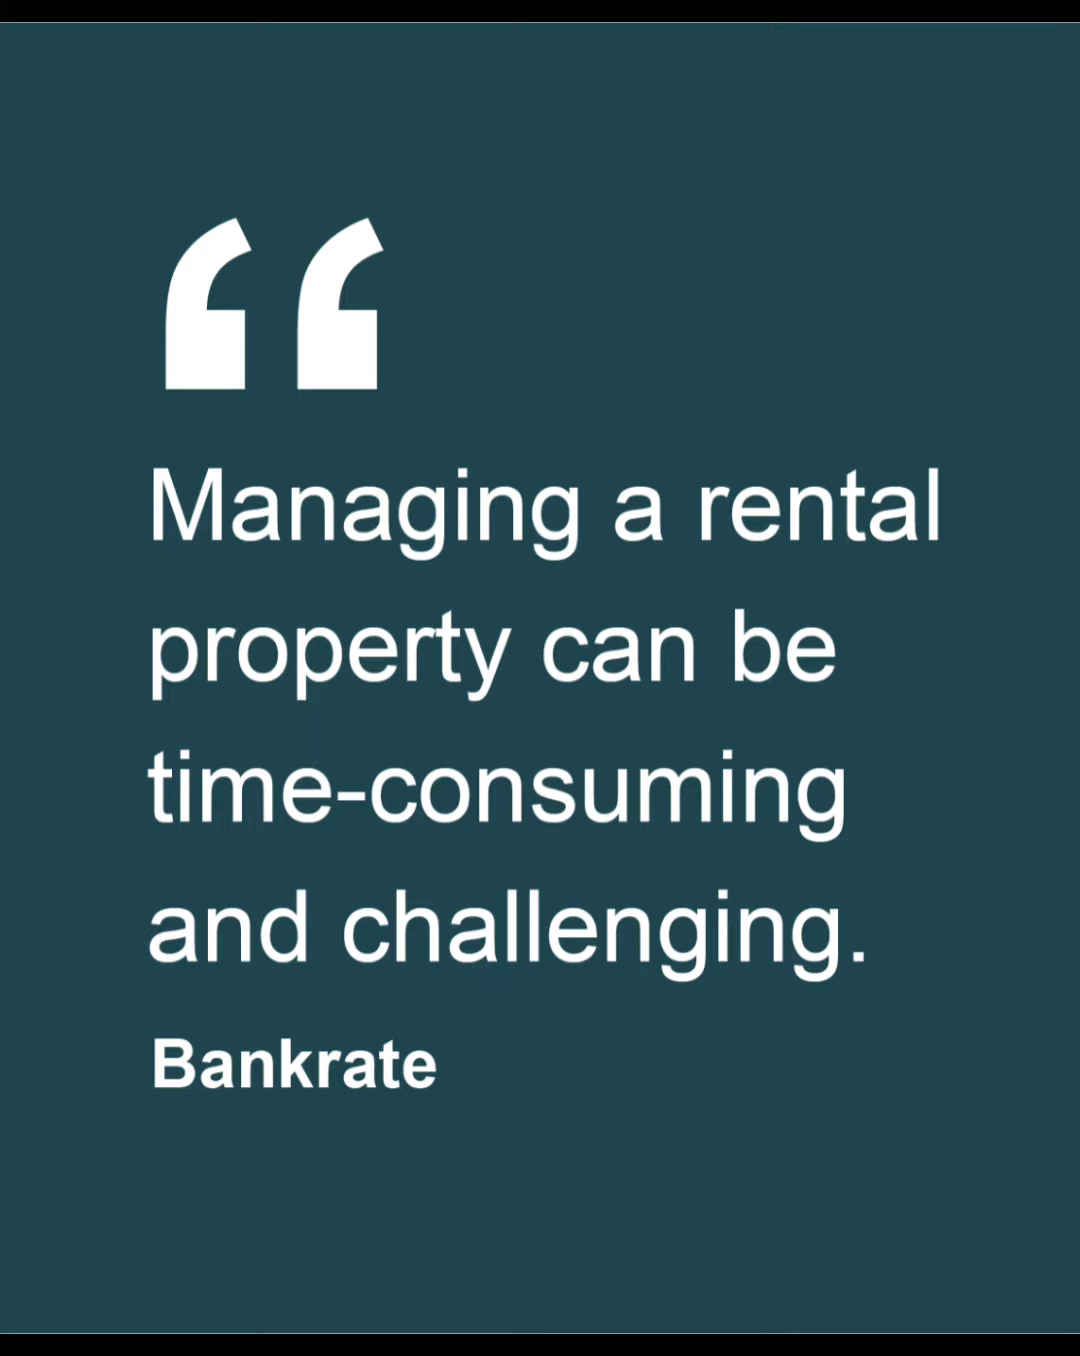 “
Managing a rental
property can be
time-consuming
and challenging.
Bankrate